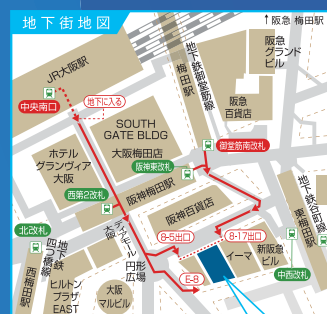 地下街地図
↑阪急 梅田駅
阪急
グランド
ビル
JR大阪駅
中央南口
地下に入る
地下鉄御堂筋線
梅田駅
阪急
百貨店
SOUTH
GATE BLDG
大阪梅田店
御堂筋南改札
阪神東改札
ホテル
グランヴィア
大阪
西第2改札
阪神梅田駅
阪神百貨店
地下鉄谷町線
東梅田駅
北改札
地下鉄
四つ橋線
西梅田駅
ディアモール
大阪
円形
広場
8-5出口
8-17出口
E-8
イーマ
新阪急
ビル
中西改札
ヒルトン
プラザ
EAST
大阪
マルビル